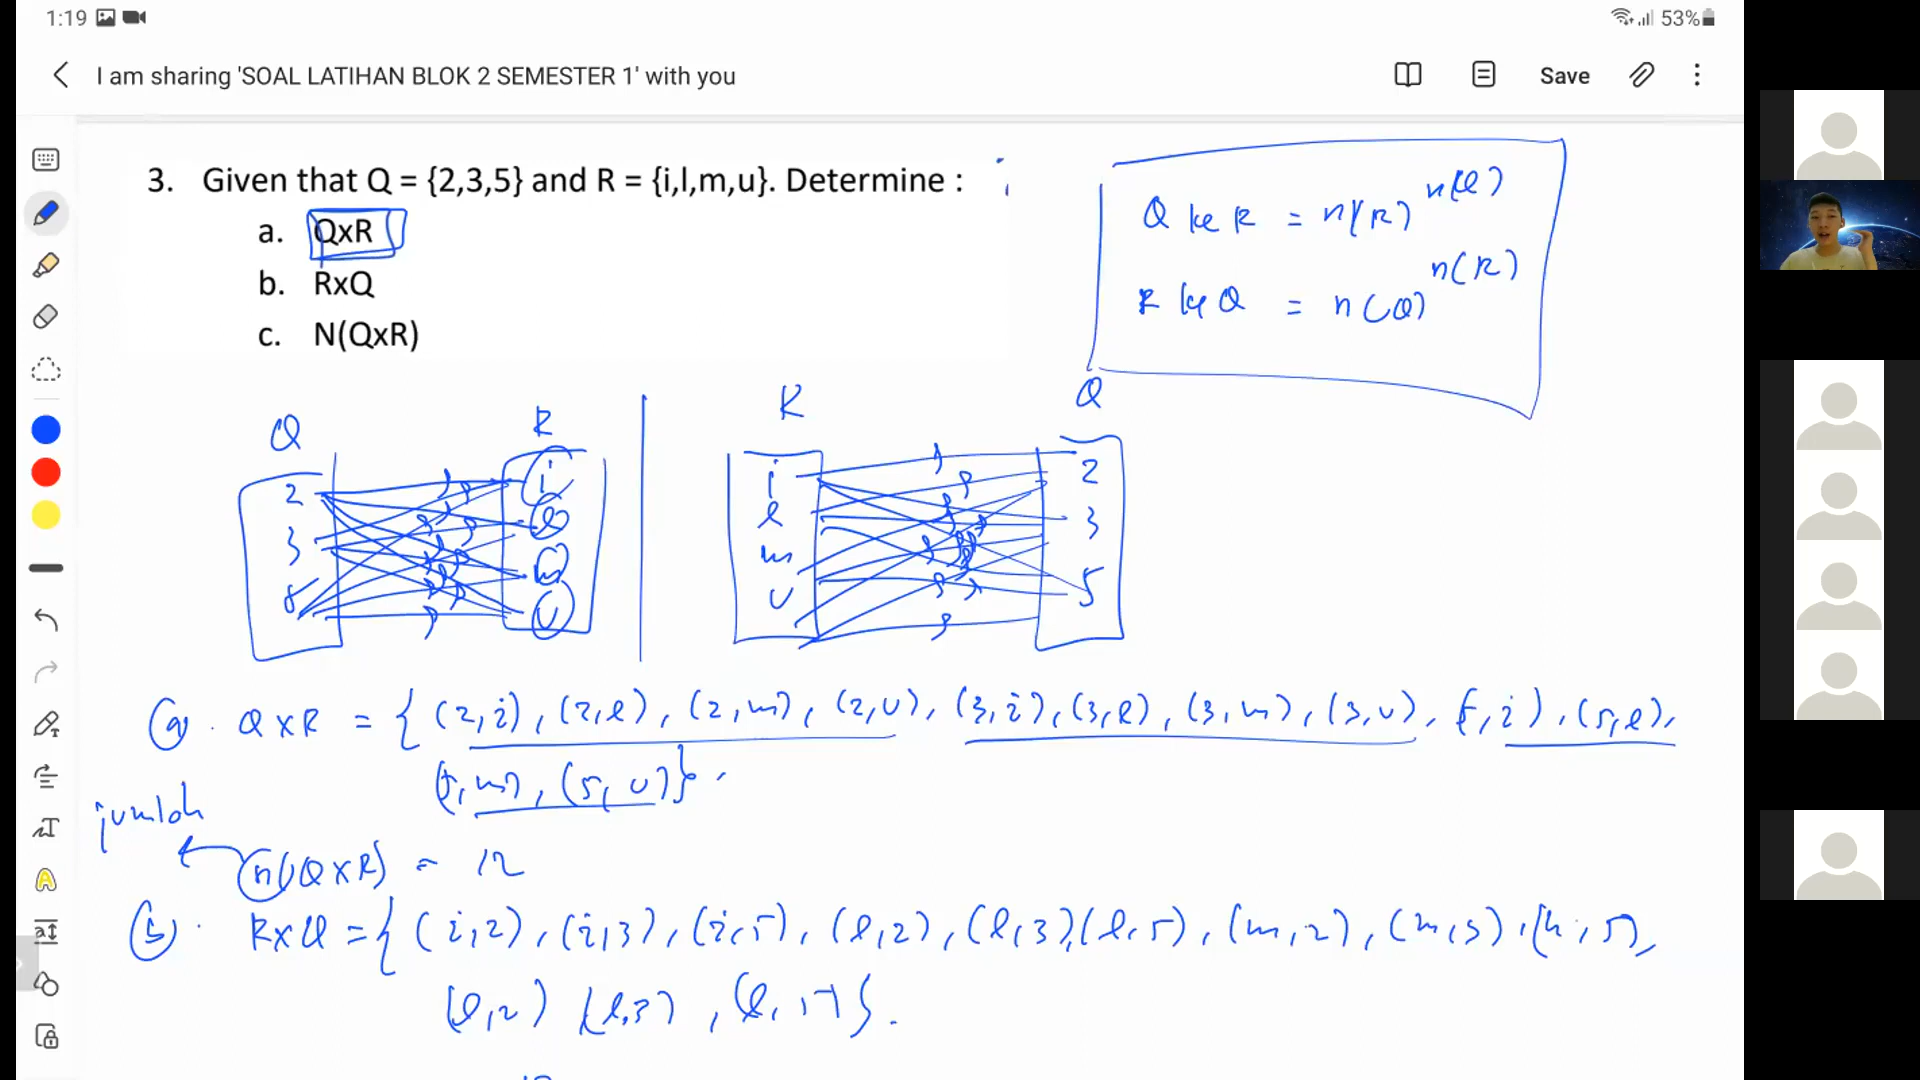 1:19 53%
I am sharing 'SOAL LATIHAN BLOK 2 SEMESTER 1' with you Save
3. Given that Q = {2,3,5} and R = {i,l,m,u}. Determine : i
a. QxR
b. RxQ
c. N(QxR)
Q ke R = n(R)^n(Q)
R ke Q = n(Q)^n(R)
Q R
2 i
3 l
5 m
u
R Q
i 2
l 3
m 5
u
a. QxR = {(2,i), (2,l), (2,m), (2,u), (3,i), (3,l), (3,m), (3,u), (5,i), (5,l),
(5,m), (5,u)}.
jumlah
n(QxR) = 12
b. RxQ = {(i,2), (i,3), (i,5), (l,2), (l,3), (l,5), (m,2), (m,3), (m,5),
(l,2) (l,3), (l,5)}.